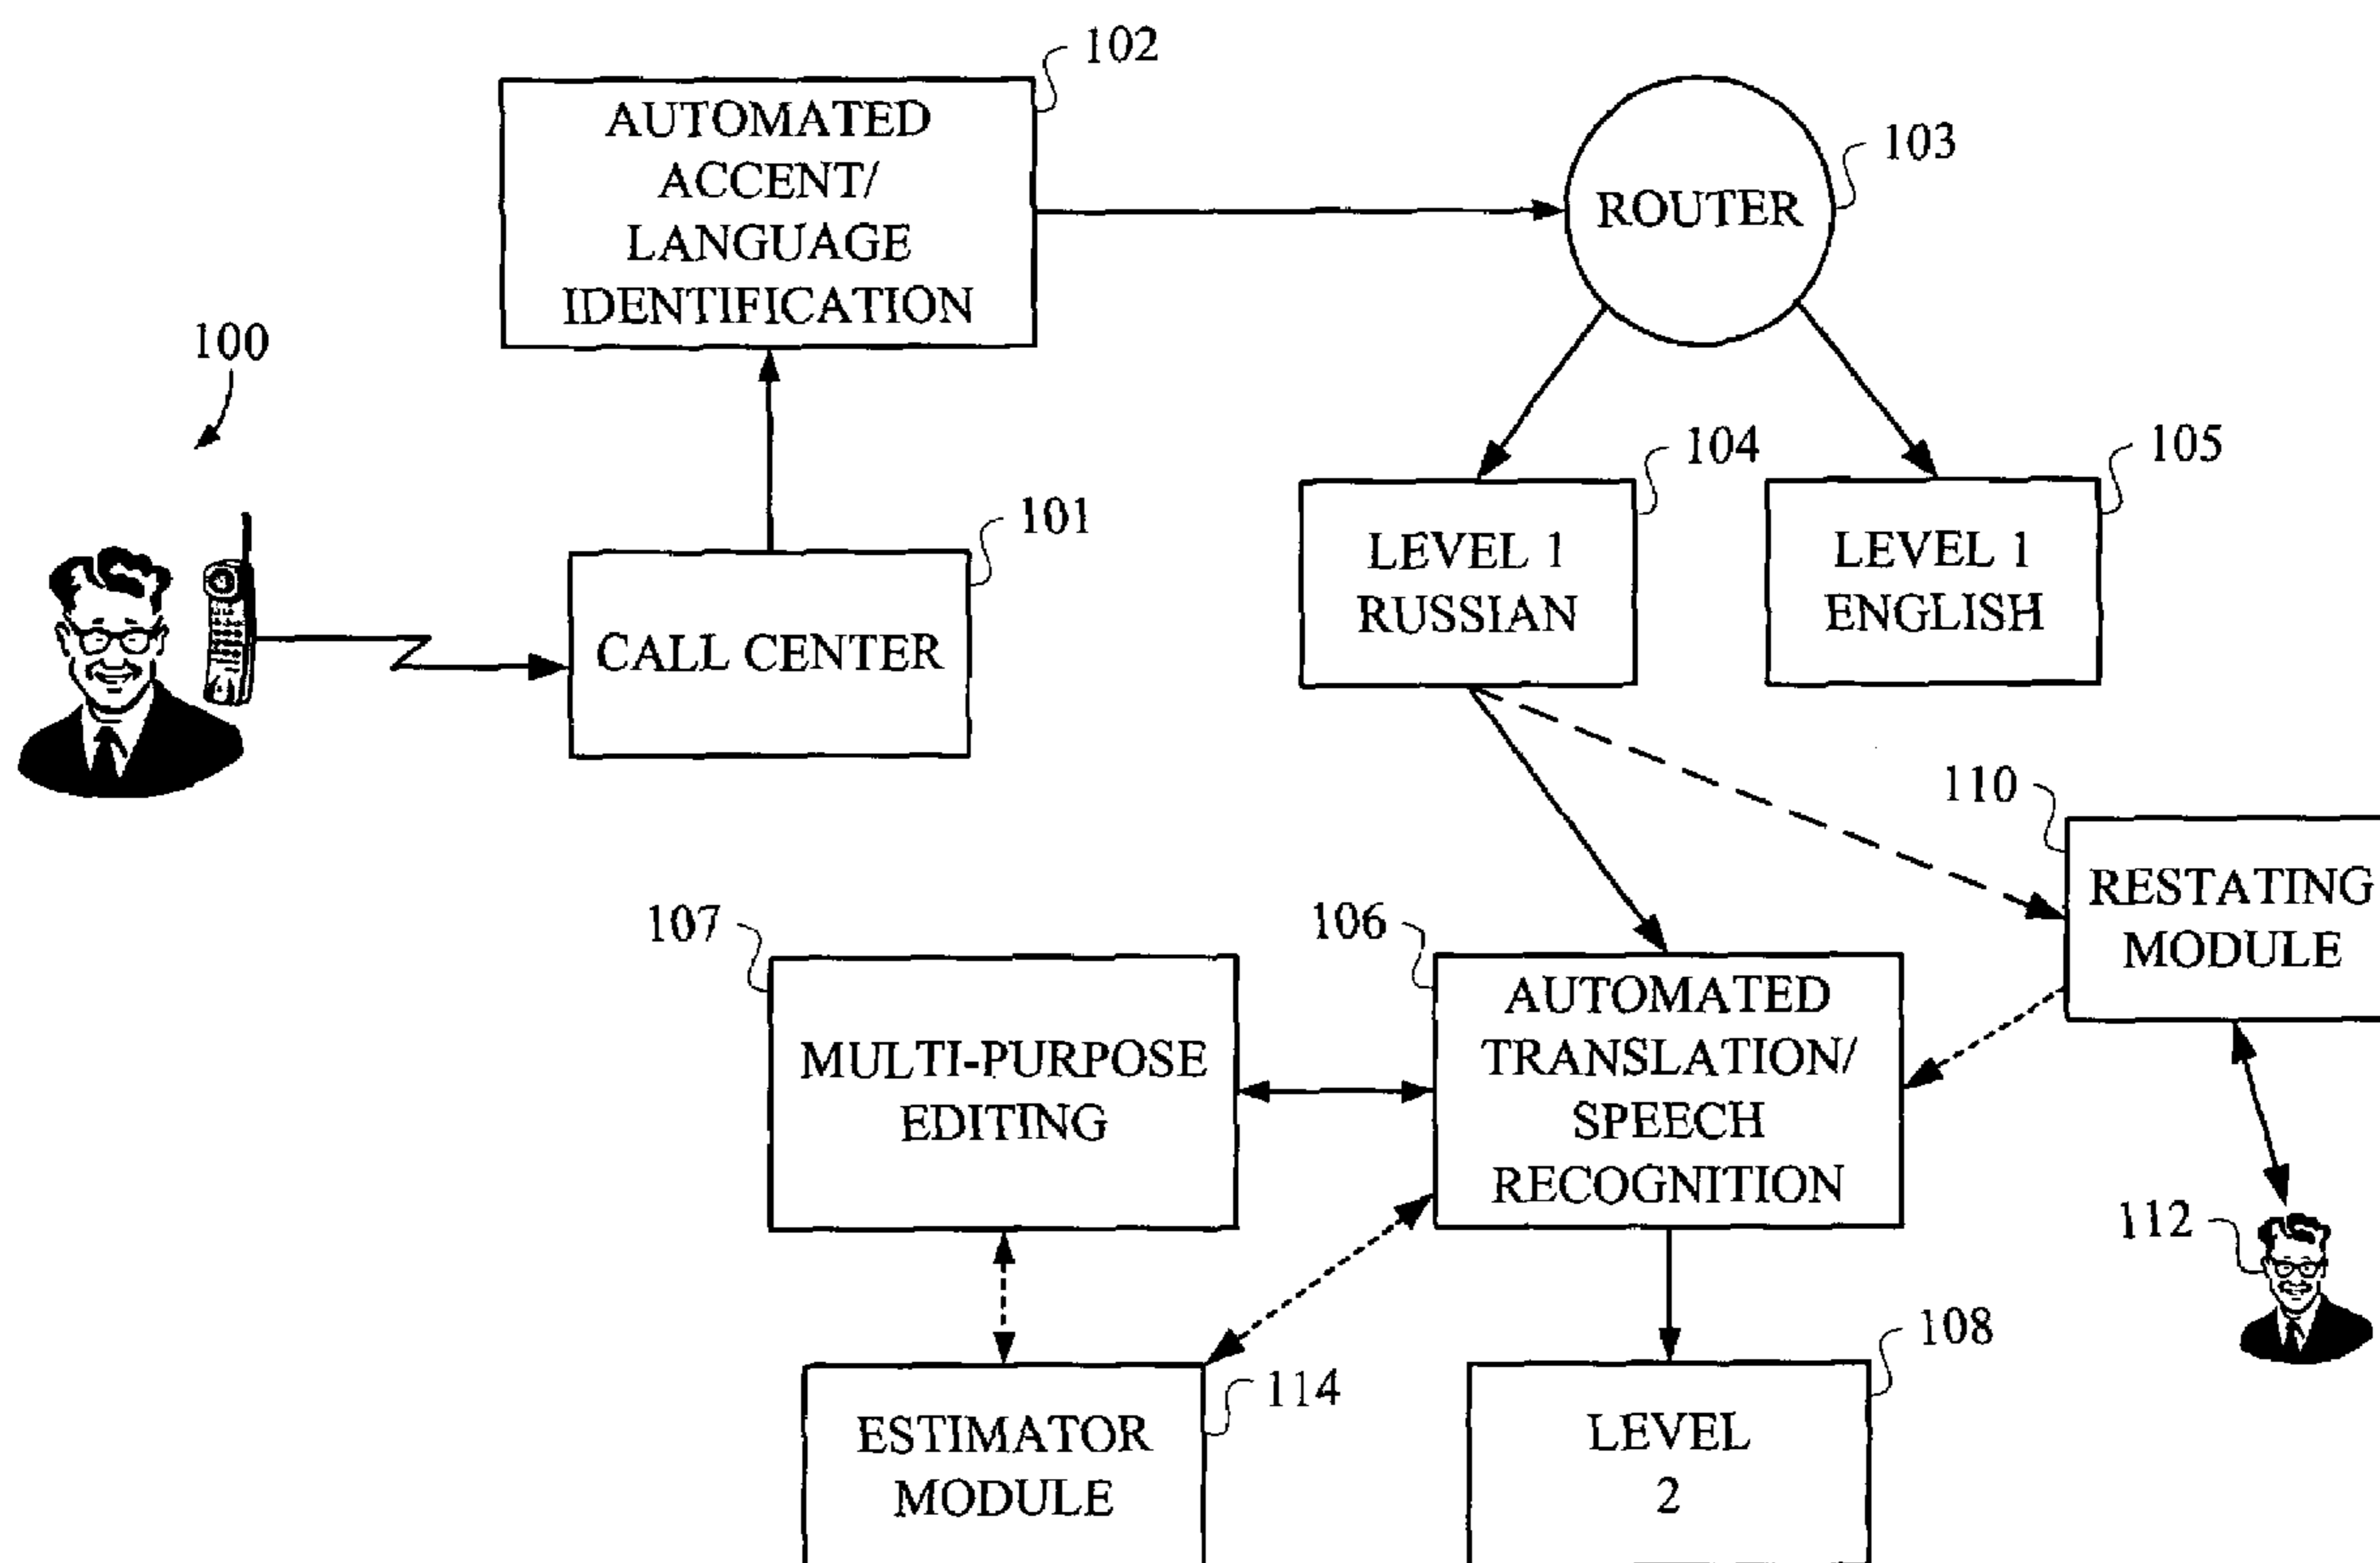 102
AUTOMATED
ACCENT/
LANGUAGE
IDENTIFICATION
103
ROUTER
100
101
CALL CENTER
104
LEVEL 1
RUSSIAN
105
LEVEL 1
ENGLISH
110
RESTATING
MODULE
107
MULTI-PURPOSE
EDITING
106
AUTOMATED
TRANSLATION/
SPEECH
RECOGNITION
112
114
ESTIMATOR
MODULE
108
LEVEL
2